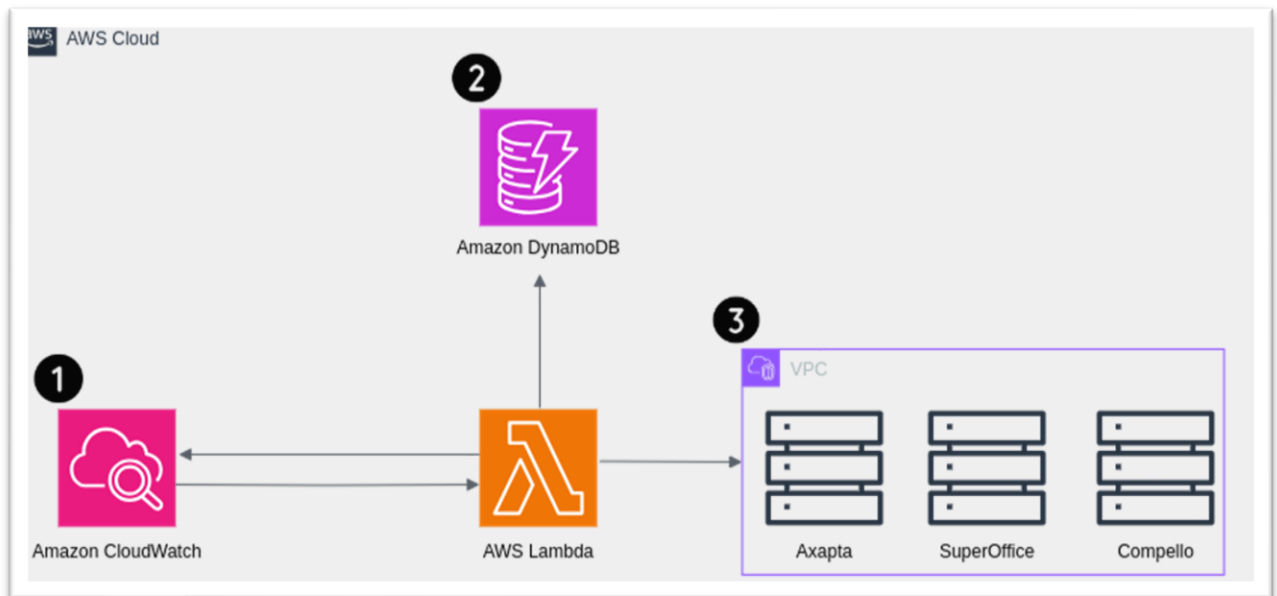 aws
AWS Cloud
2
Amazon DynamoDB
3
VPC
1
Amazon CloudWatch
AWS Lambda
Axapta
SuperOffice
Compello